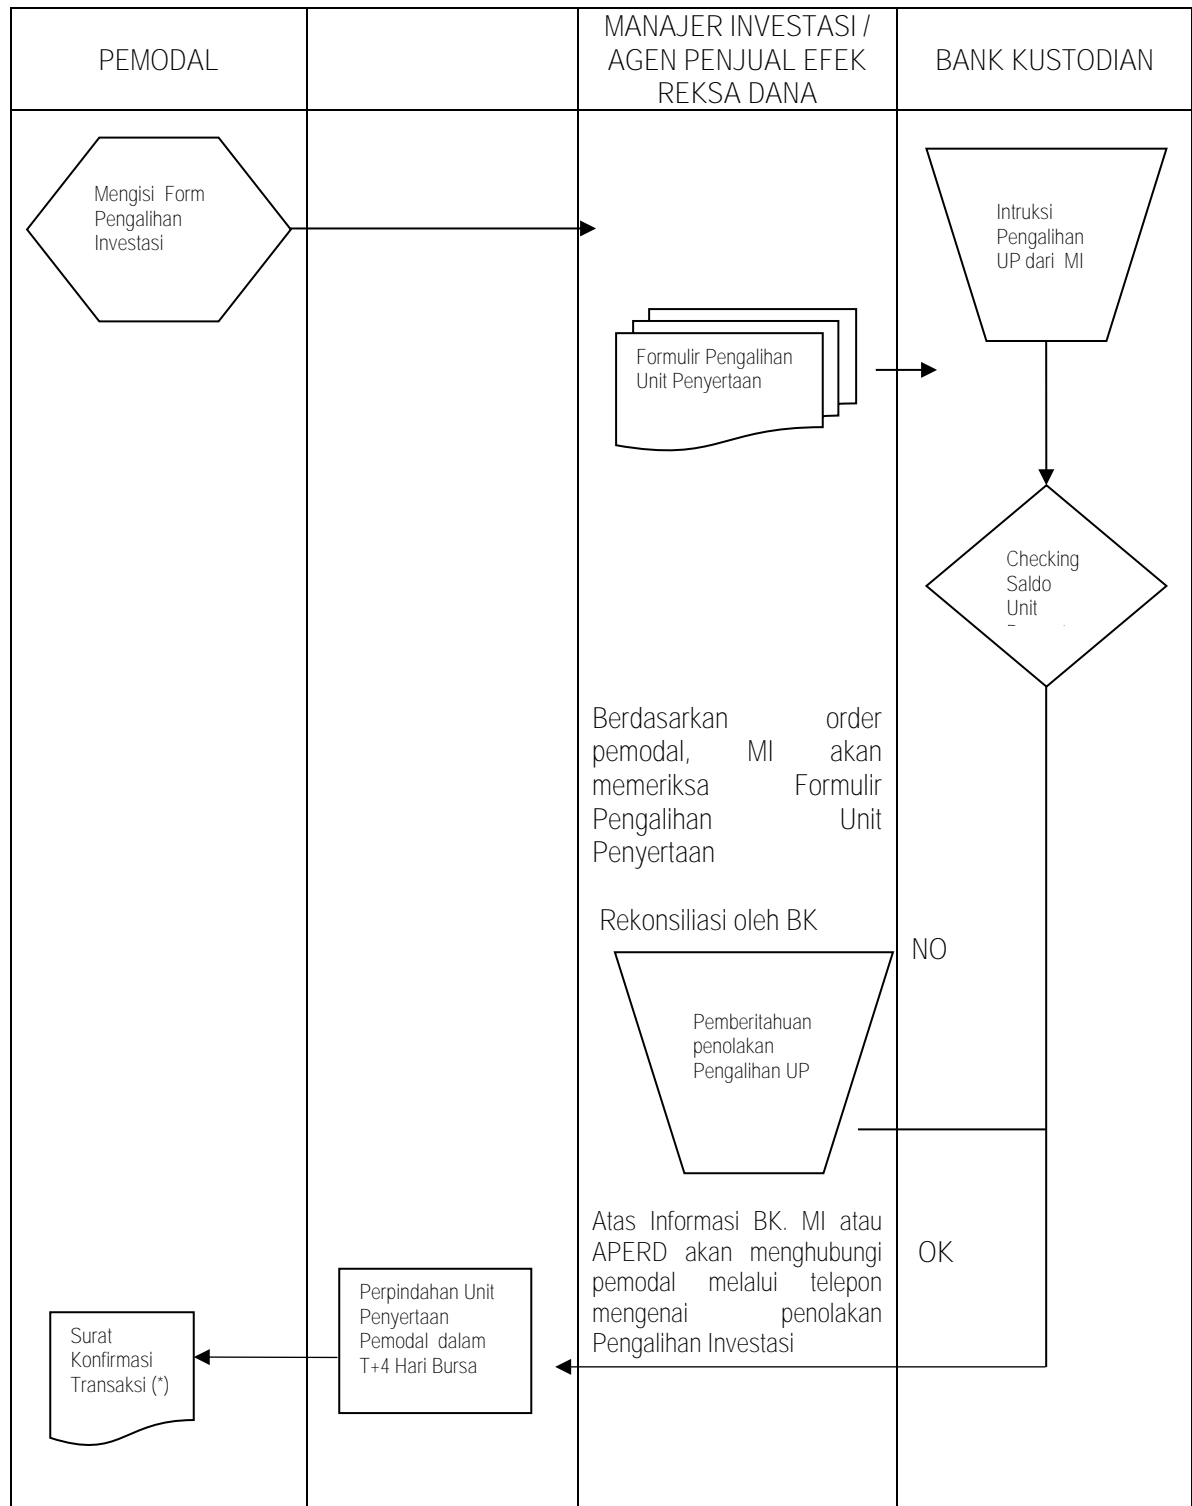 PEMODAL
MANAJER INVESTASI /
AGEN PENJUAL EFEK
REKSA DANA
BANK KUSTODIAN
Mengisi Form
Pengalihan
Investasi
Intruksi
Pengalihan
UP dari MI
Formulir Pengalihan
Unit Penyertaan
Checking
Saldo
Unit
Berdasarkan order
pemodal, MI akan
memeriksa Formulir
Pengalihan Unit
Penyertaan
Rekonsiliasi oleh BK
NO
Pemberitahuan
penolakan
Pengalihan UP
Atas Informasi BK. MI atau
APERD akan menghubungi
pemodal melalui telepon
mengenai penolakan
Pengalihan Investasi
OK
Perpindahan Unit
Penyertaan
Pemodal dalam
T+4 Hari Bursa
Surat
Konfirmasi
Transaksi (*)